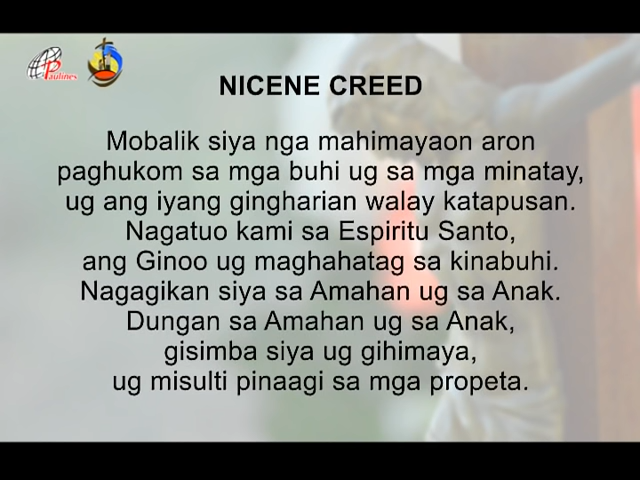 Paulines
NICENE CREED
Mobalik siya nga mahimayaon aron
paghukom sa mga buhi ug sa mga minatay,
ug ang iyang gingharian walay katapusan.
Nagatuo kami sa Espiritu Santo,
ang Ginoo ug maghahatag sa kinabuhi.
Nagagikan siya sa Amahan ug sa Anak.
Dungan sa Amahan ug sa Anak,
gisimba siya ug gihimaya,
ug misulti pinaagi sa mga propeta.